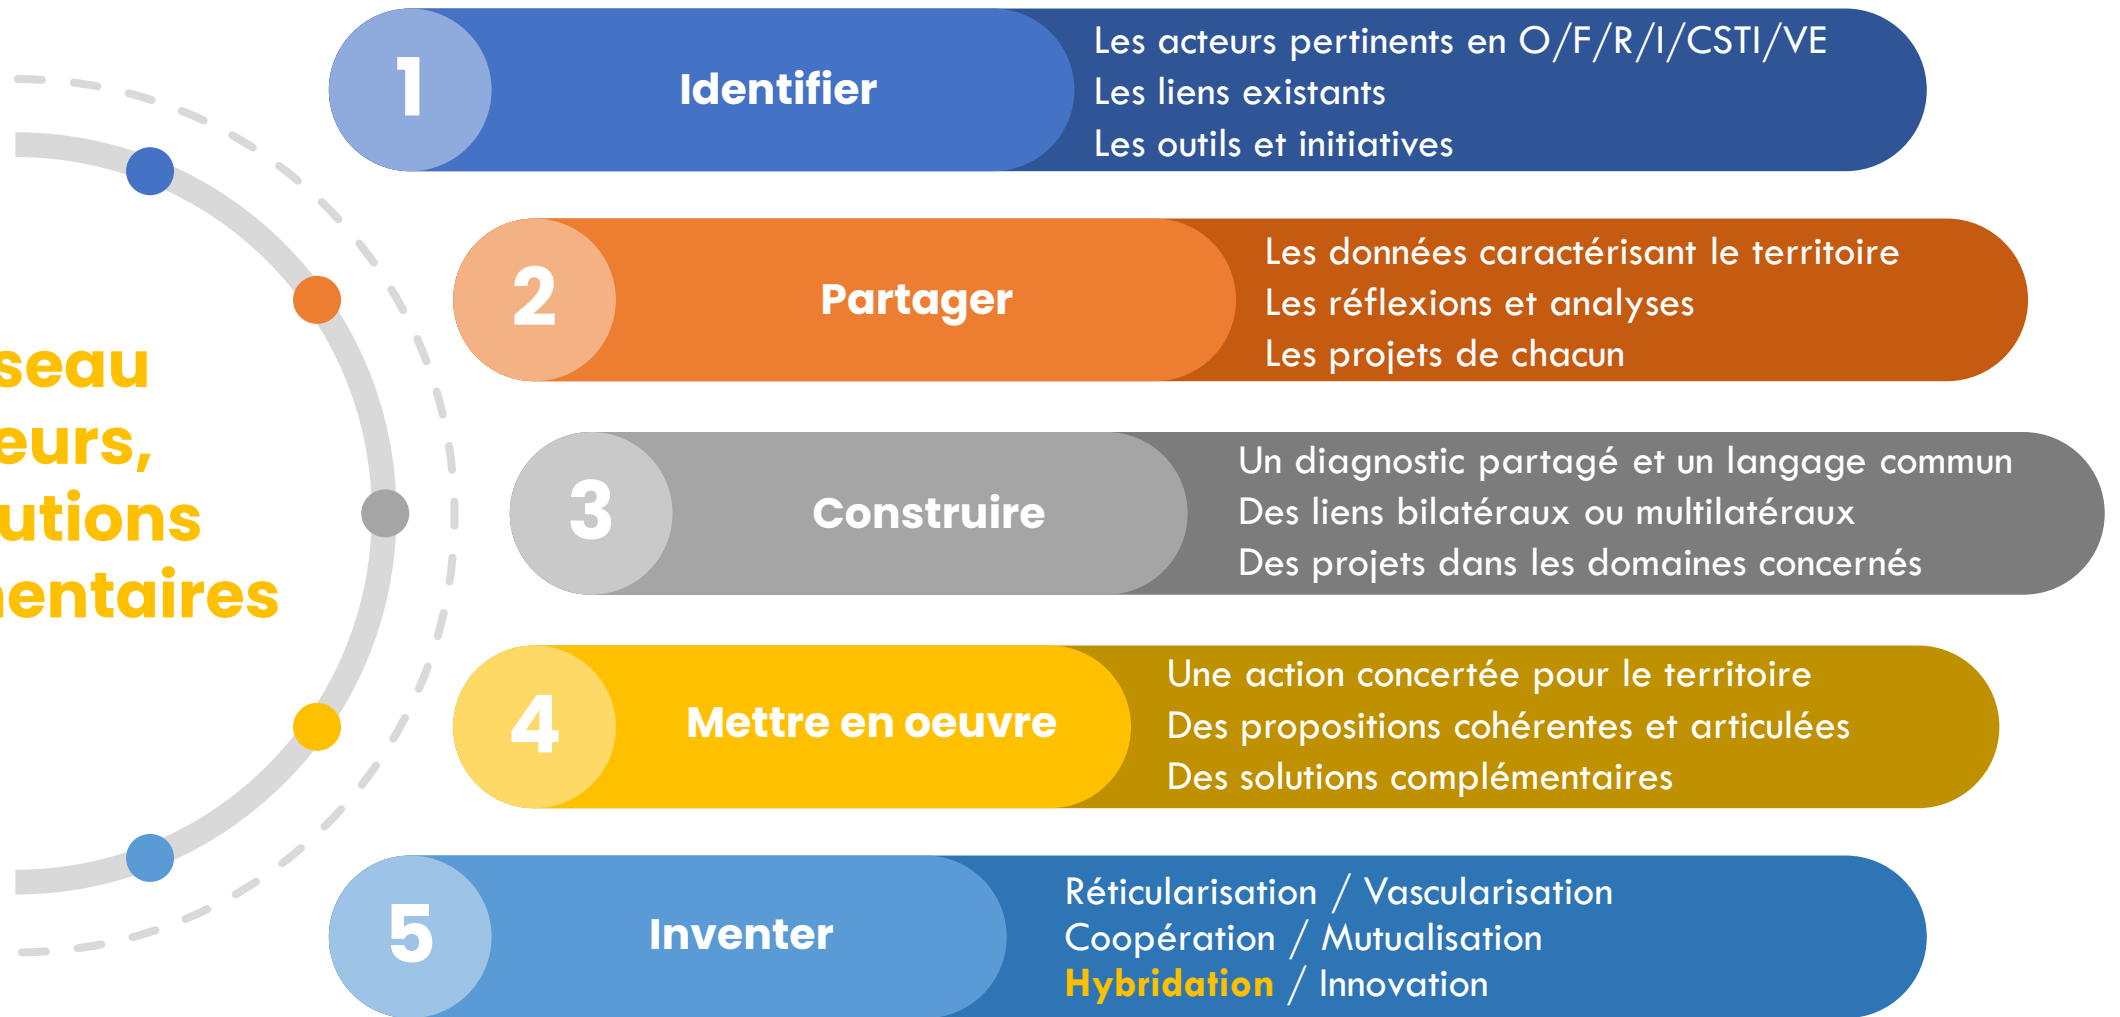 seau
eurs,
utions
entaires
1
Identifier
Les acteurs pertinents en O/F/R/I/CSTI/VE
Les liens existants
Les outils et initiatives
2
Partager
Les données caractérisant le territoire
Les réflexions et analyses
Les projets de chacun
3
Construire
Un diagnostic partagé et un langage commun
Des liens bilatéraux ou multilatéraux
Des projets dans les domaines concernés
4
Mettre en oeuvre
Une action concertée pour le territoire
Des propositions cohérentes et articulées
Des solutions complémentaires
5
Inventer
Réticularisation / Vascularisation
Coopération / Mutualisation
Hybridation / Innovation